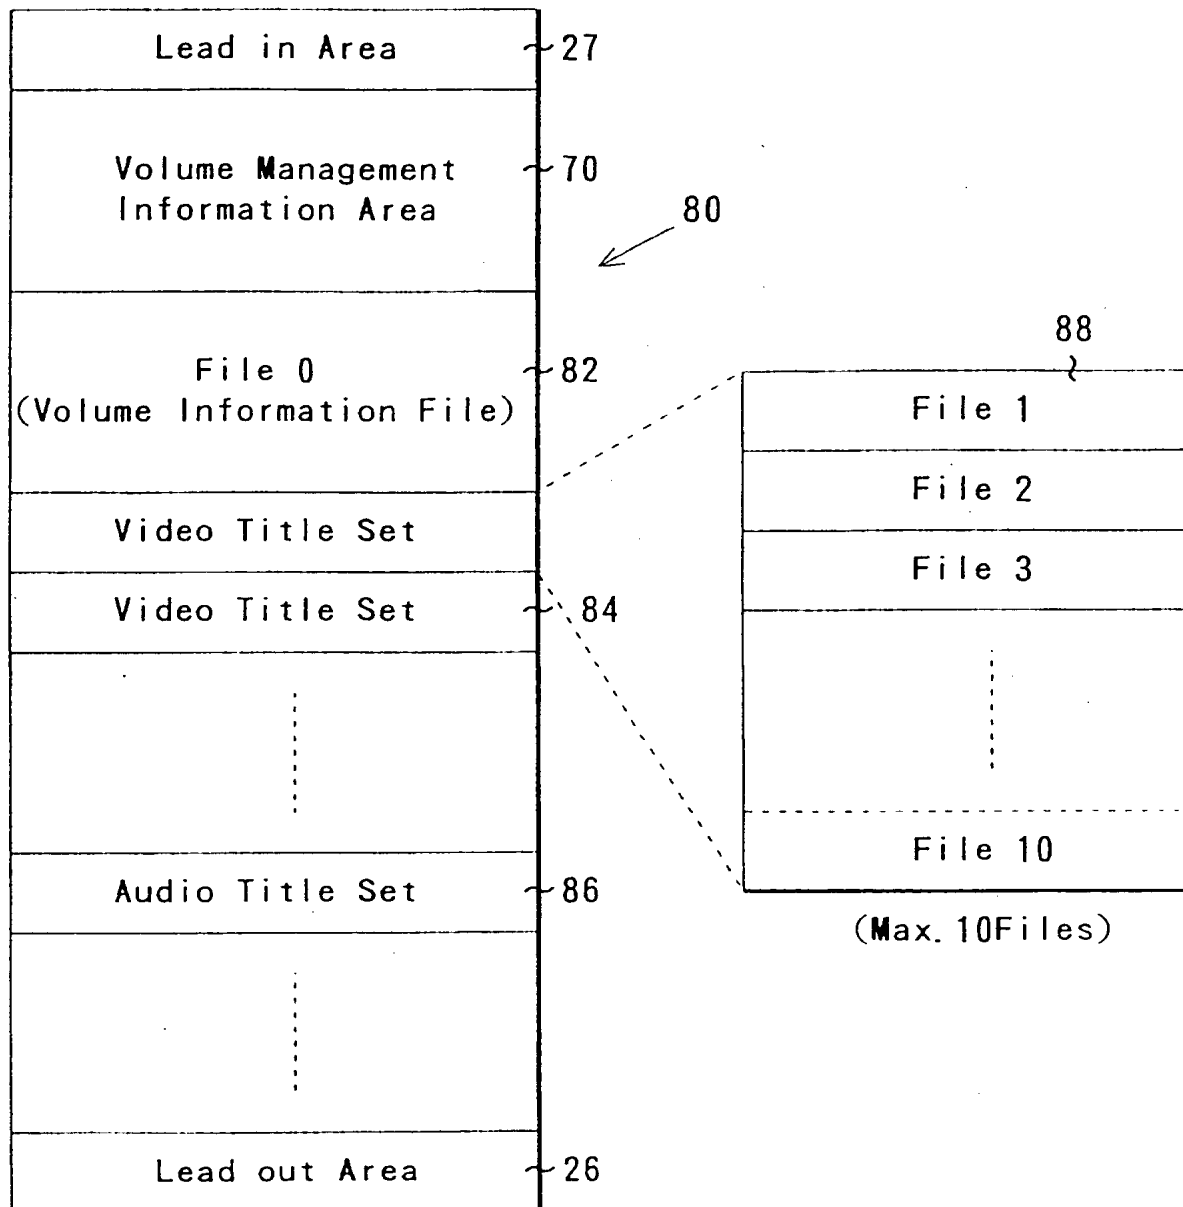 Lead in Area
27
Volume Management
Information Area
70
80
File 0
(Volume Information File)
82
Video Title Set
Video Title Set
84
Audio Title Set
86
Lead out Area
26
88
File 1
File 2
File 3
File 10
(Max. 10Files)